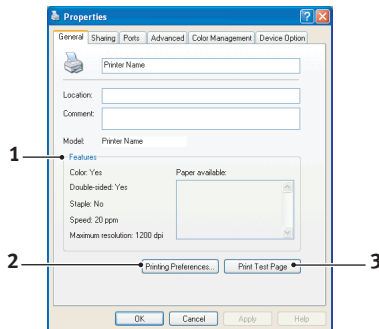 Properties
General Sharing Ports Advanced Color Management Device Option
Printer Name
Location:
Comment:
Model: Printer Name
1
Features
Color: Yes Paper available:
Double-sided: Yes
Staple: No
Speed: 20 ppm
Maximum resolution: 1200 dpi
2 Printing Preferences... Print Test Page 3
OK Cancel Apply Help